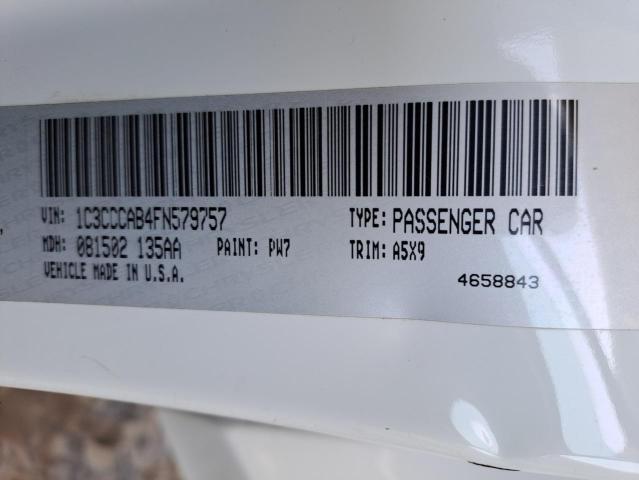 VIN: 1C3CCCAB4FN579757 TYPE: PASSENGER CAR
MDH: 081502 135AA PAINT: PW7 TRIM: A5X9
VEHICLE MADE IN U.S.A.
4658843